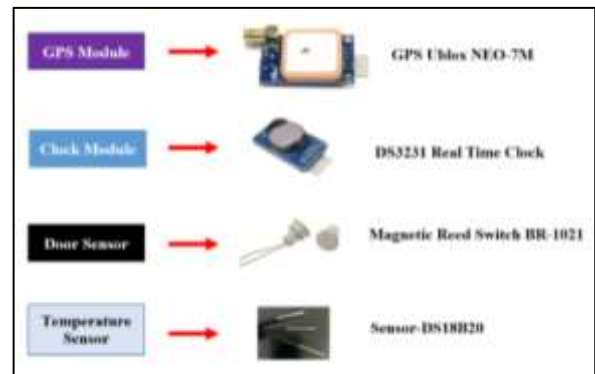 GPS Module
GPS Ublox NEO-7M
Clock Module
DS3231 Real Time Clock
Door Sensor
Magnetic Reed Switch BR-1021
Temperature
Sensor
Sensor-DS18B20